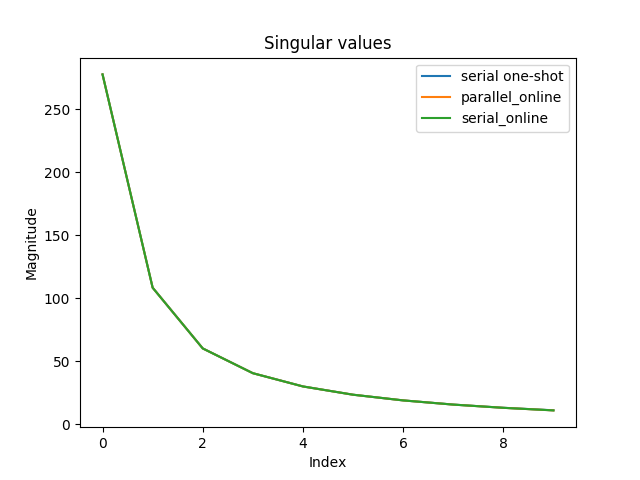 Singular values
serial one-shot
parallel_online
serial_online
Magnitude
250
200
150
100
50
0
0 2 4 6 8
Index